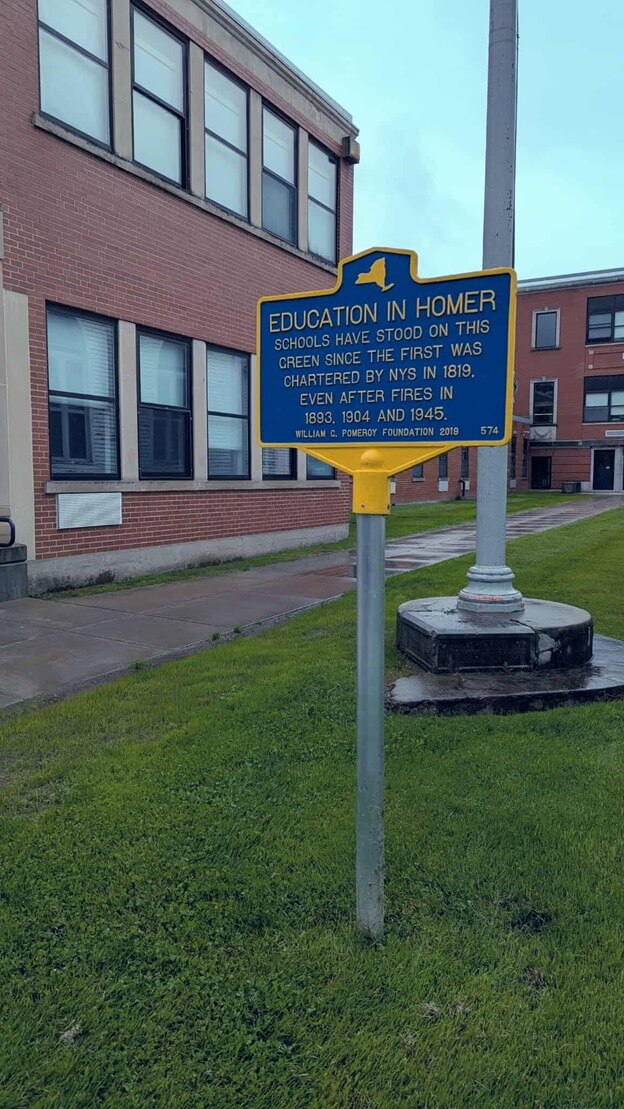 EDUCATION IN HOMER
SCHOOLS HAVE STOOD ON THIS
GREEN SINCE THE FIRST WAS
CHARTERED BY NYS IN 1819,
EVEN AFTER FIRES IN
1893, 1904 AND 1945.
WILLIAM G. POMEROY FOUNDATION 2019 574